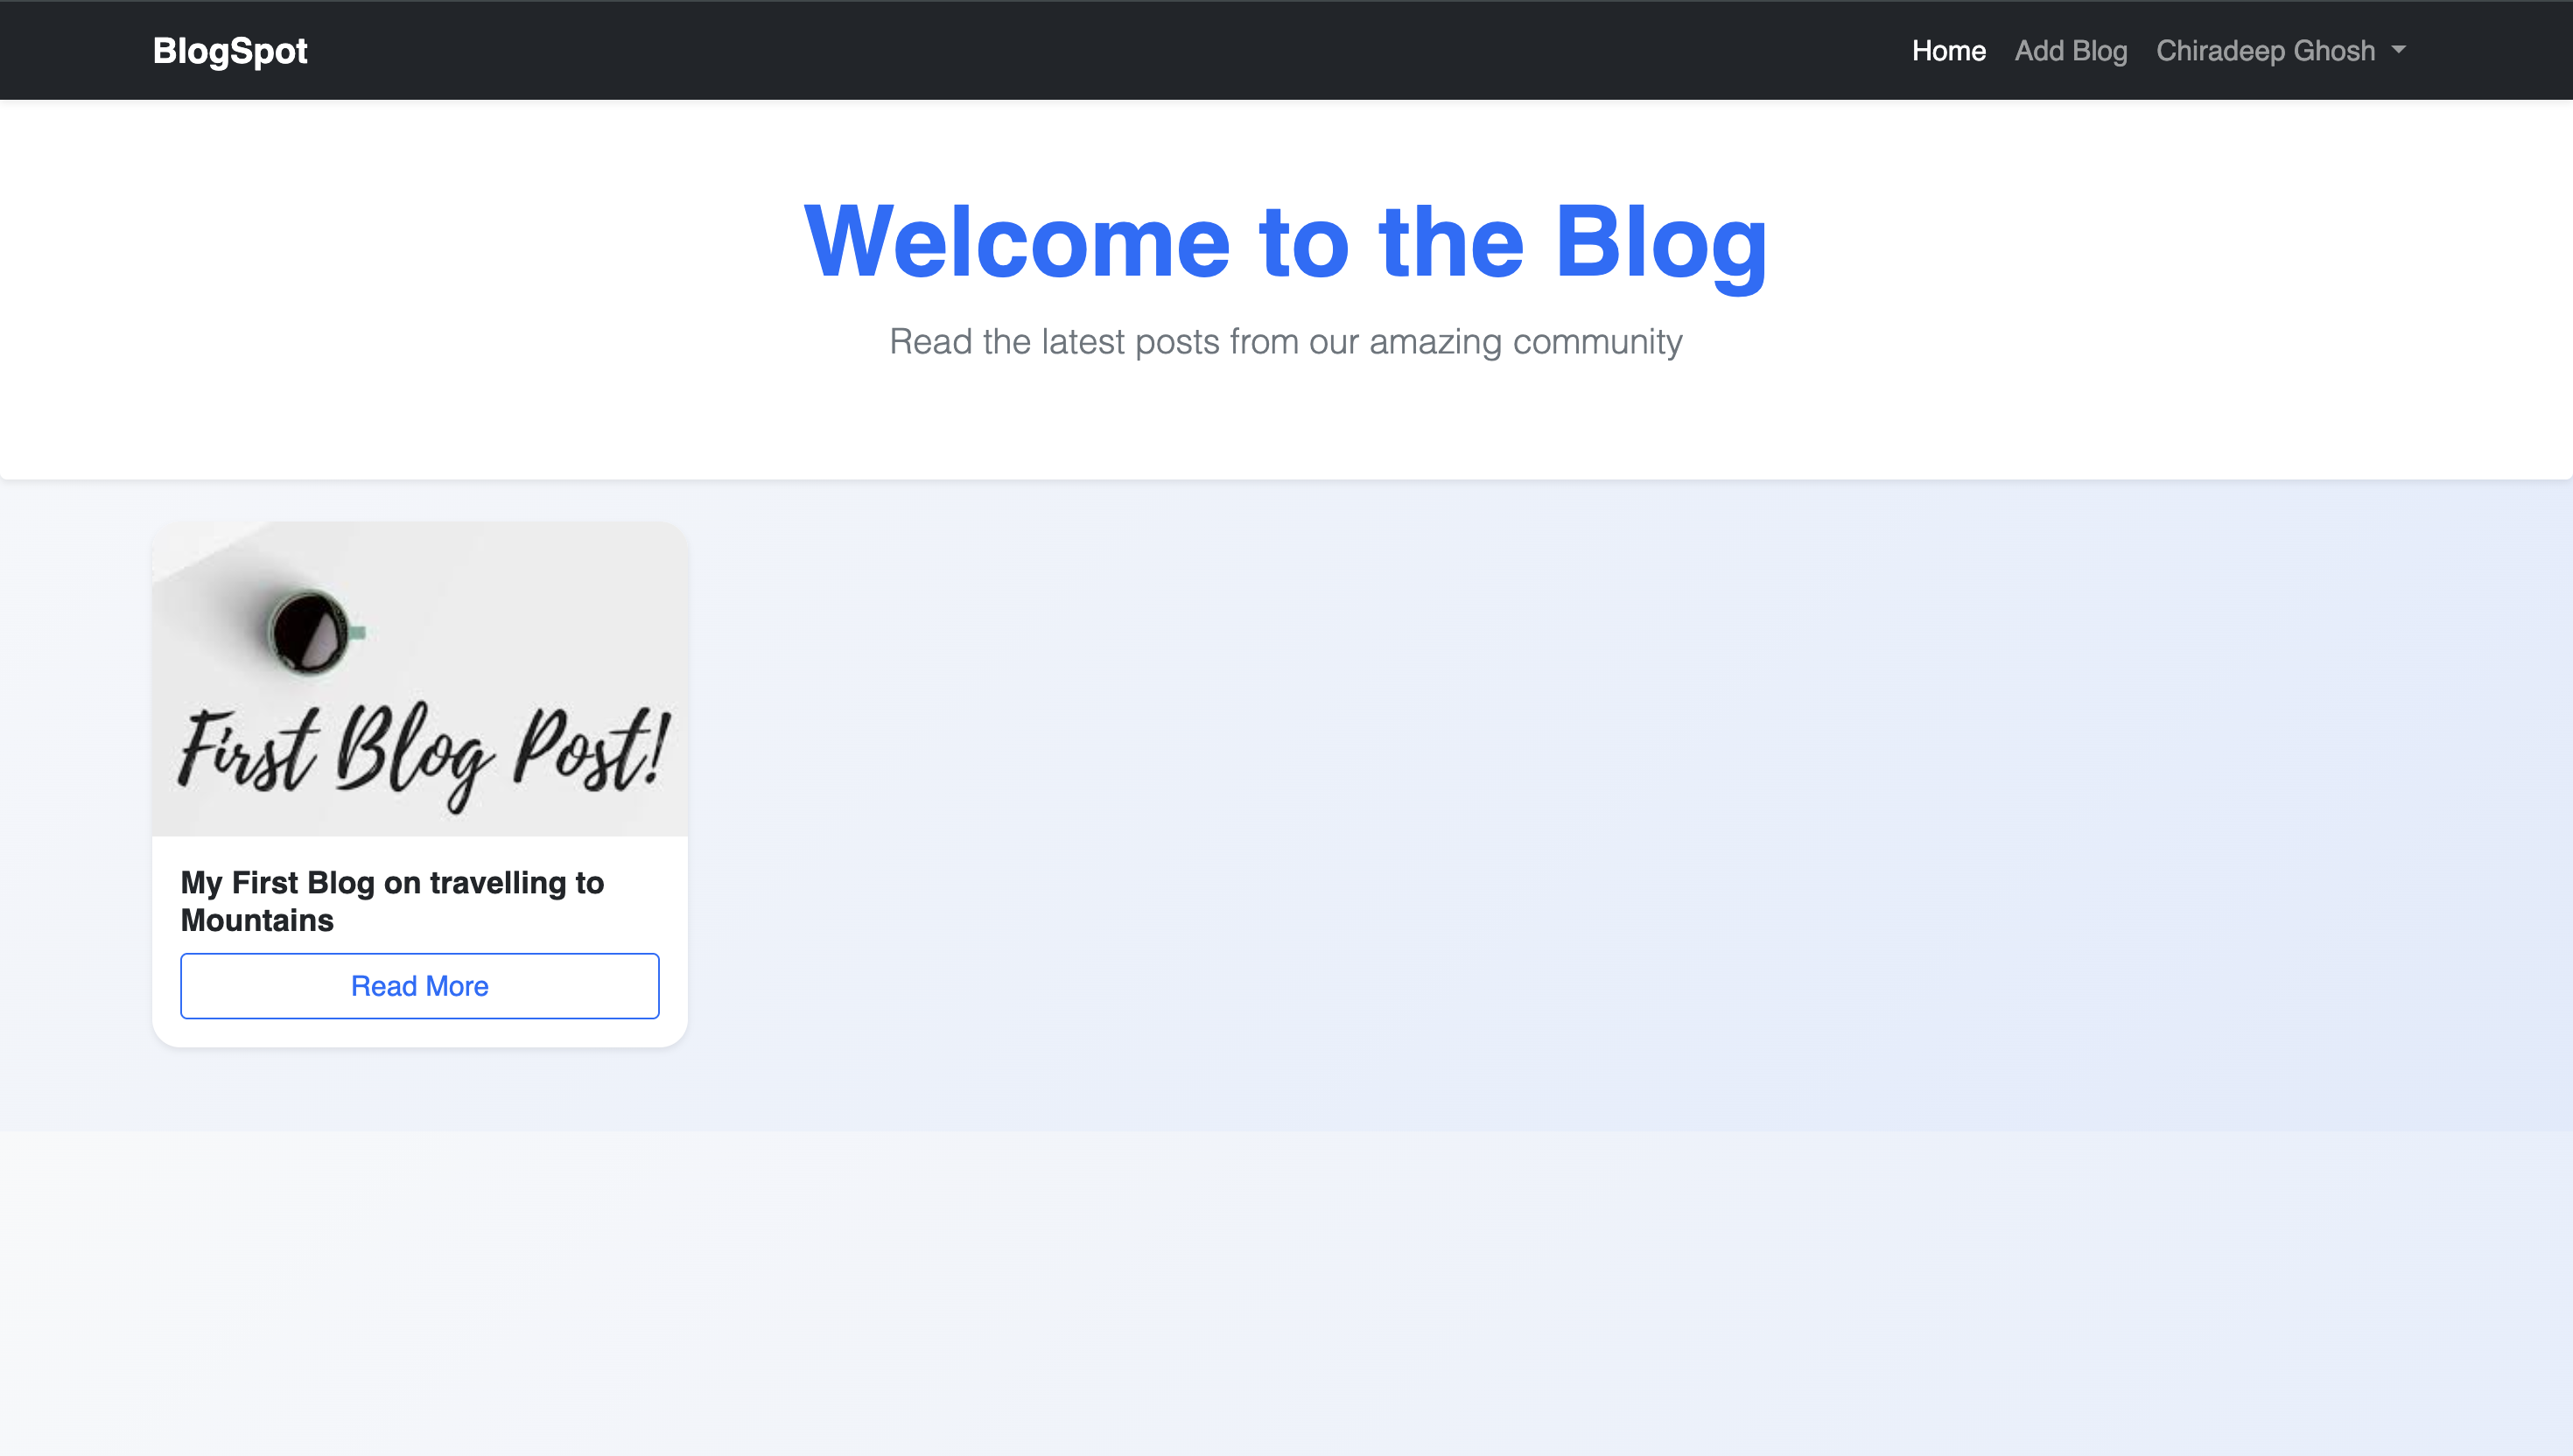 BlogSpot
Home Add Blog Chiradeep Ghosh
Welcome to the Blog
Read the latest posts from our amazing community
First Blog Post!
My First Blog on travelling to
Mountains
Read More